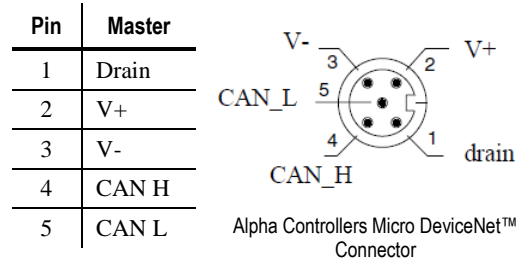 Pin Master
1 Drain
2 V+
3 V-
4 CAN H
5 CAN L
V- V+
3 2
CAN_L 5
4 1
drain
CAN_H
Alpha Controllers Micro DeviceNet™
Connector